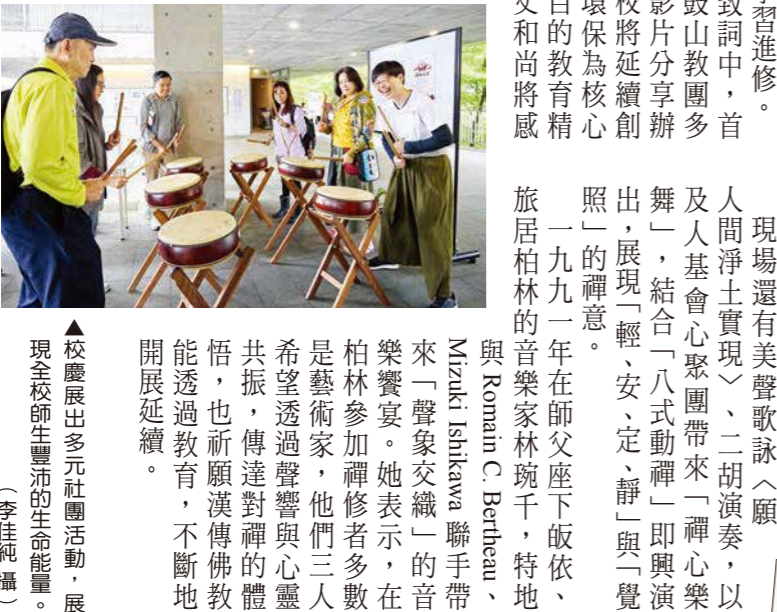 習進修。
致詞中，首
鼓山教團多
影片分享辦
校將延續創
環保為核心
的教育精
丈和尚將感
現場還有美聲歌詠〈願
人間淨土實現〉、二胡演奏，以
及人基會心聚團帶來「禪心樂
舞」，結合「八式動禪」即興演
出，展現「輕、安、定、靜」與「覺
照」的禪意。
一九九一年在師父座下皈依、
旅居柏林的音樂家林琬千，特地
與 Romain C. Bertheau、
Mizuki Ishikawa 聯手帶
來「聲象交織」的音
樂饗宴。她表示，在
柏林參加禪修者多數
是藝術家，他們三人
希望透過聲響與心靈
共振，傳達對禪的體
悟，也祈願漢傳佛教
能透過教育，不斷地
開展延續。
▲校慶展出多元社團活動，展
現全校師生豐沛的生命能量。
（李佳純 攝）